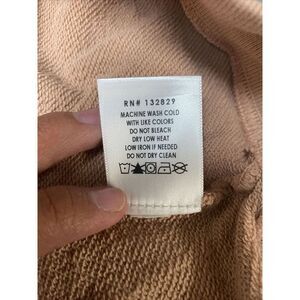 RN# 132829
MACHINE WASH COLD
WITH LIKE COLORS
DO NOT BLEACH
DRY LOW HEAT
LOW IRON IF NEEDED
DO NOT DRY CLEAN